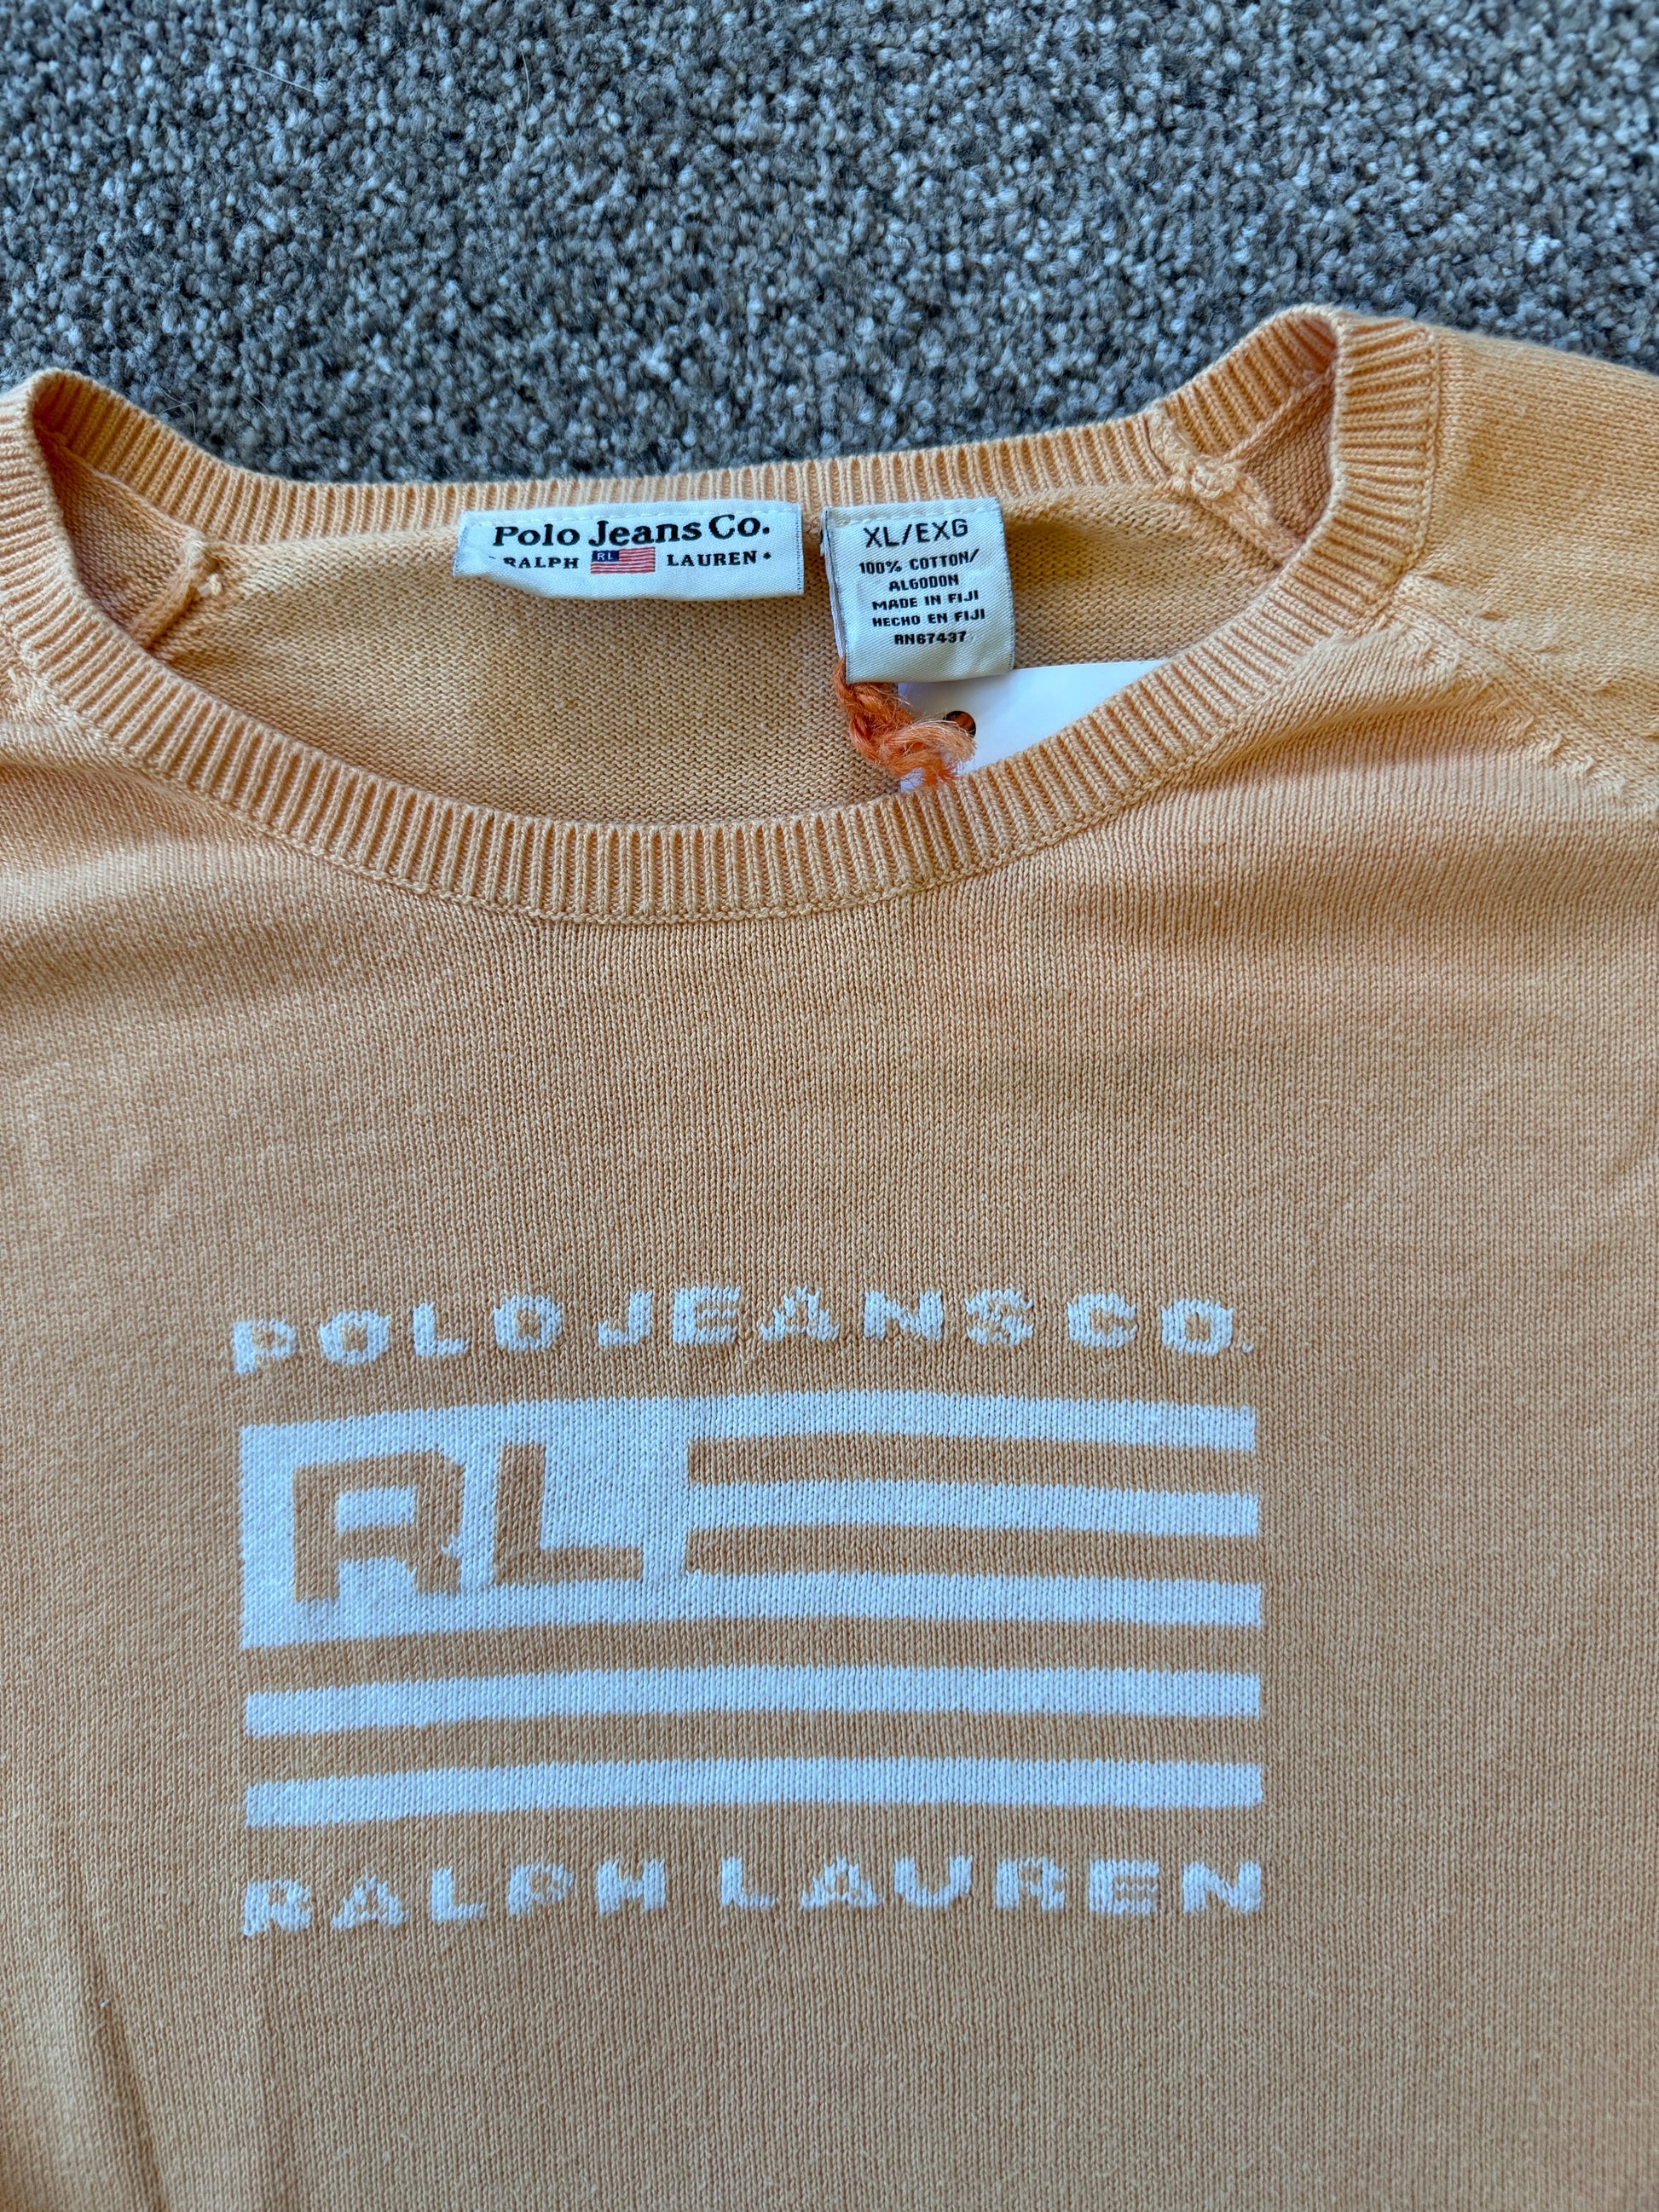 Polo Jeans Co.
RALPH RL LAUREN
XL/EXG
100% COTTON/
ALGODON
MADE IN FIJI
HECHO EN FIJI
RN67437
POLO JEANS CO.
RL
RALPH LAUREN